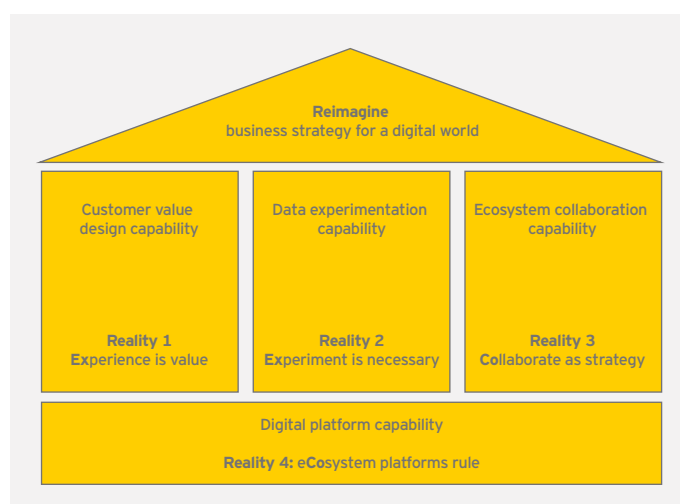 Reimagine
business strategy for a digital world
Customer value
design capability
Reality 1
Experience is value
Data experimentation
capability
Reality 2
Experiment is necessary
Ecosystem collaboration
capability
Reality 3
Collaborate as strategy
Digital platform capability
Reality 4: eCosystem platforms rule